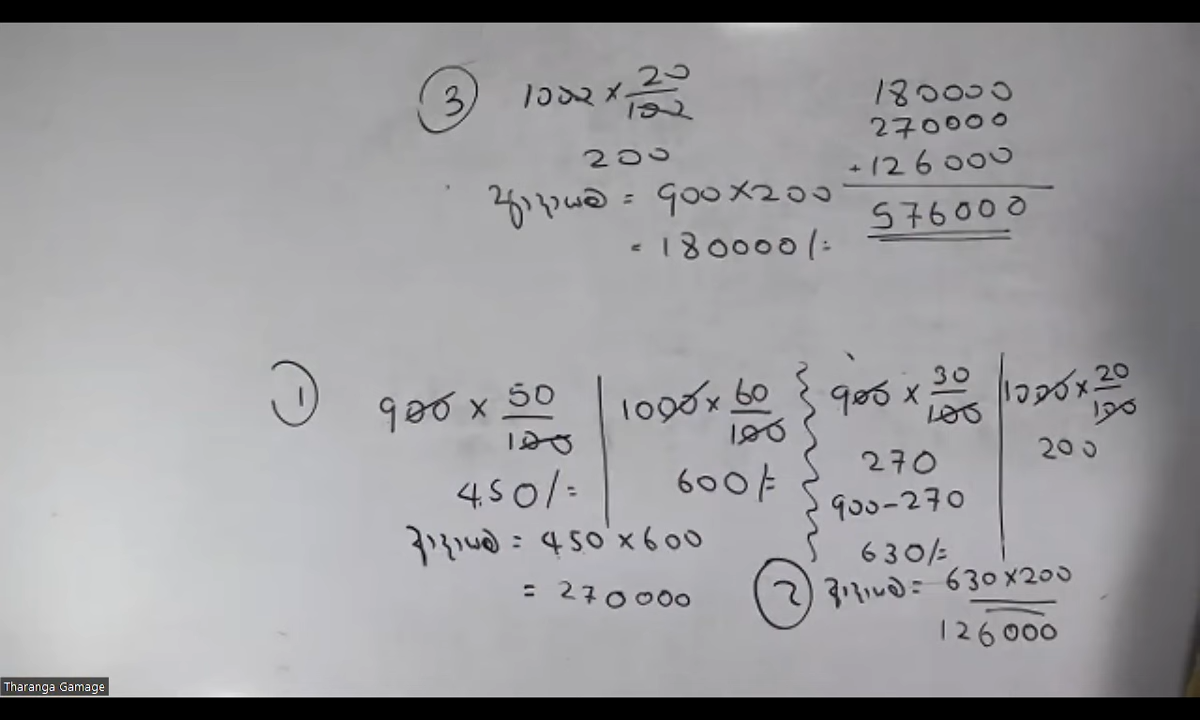 ③ 1000 × 20/100
200
ආදායම = 900 × 200
= 180000/=
180000
270000
+ 126000
576000
① 900 × 50/100
450/=
1000 × 60/100
600/=
ආදායම = 450 × 600
= 270000
900 × 30/100
270
900 - 270
630/=
1000 × 20/100
200
② ආදායම = 630 × 200
126000
Tharanga Gamage